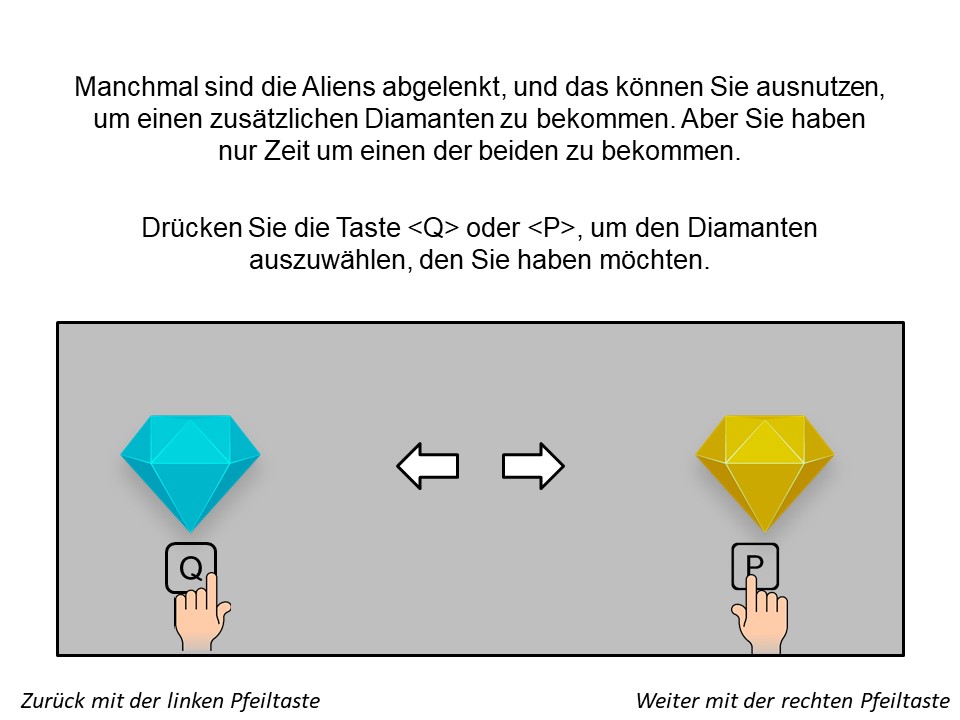 Manchmal sind die Aliens abgelenkt, und das können Sie ausnutzen,
um einen zusätzlichen Diamanten zu bekommen. Aber Sie haben
nur Zeit um einen der beiden zu bekommen.
Drücken Sie die Taste <Q> oder <P>, um den Diamanten
auszuwählen, den Sie haben möchten.
Q
P
Zurück mit der linken Pfeiltaste
Weiter mit der rechten Pfeiltaste